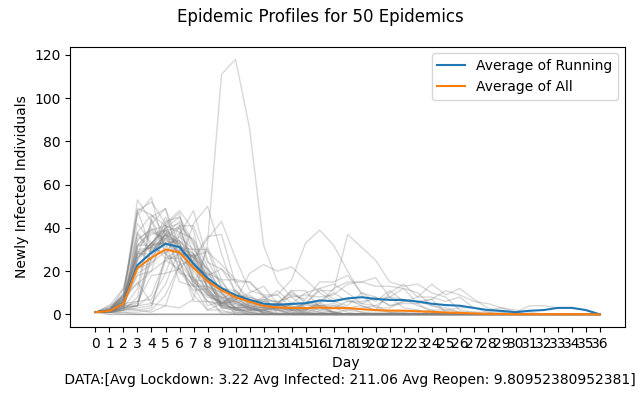 Epidemic Profiles for 50 Epidemics
Average of Running
Average of All
Newly Infected Individuals
120
100
80
60
40
20
0
0 1 2 3 4 5 6 7 8 9 10 11 12 13 14 15 16 17 18 19 20 21 22 23 24 25 26 27 28 29 30 31 32 33 34 35 36
Day
DATA:[Avg Lockdown: 3.22 Avg Infected: 211.06 Avg Reopen: 9.80952380952381]